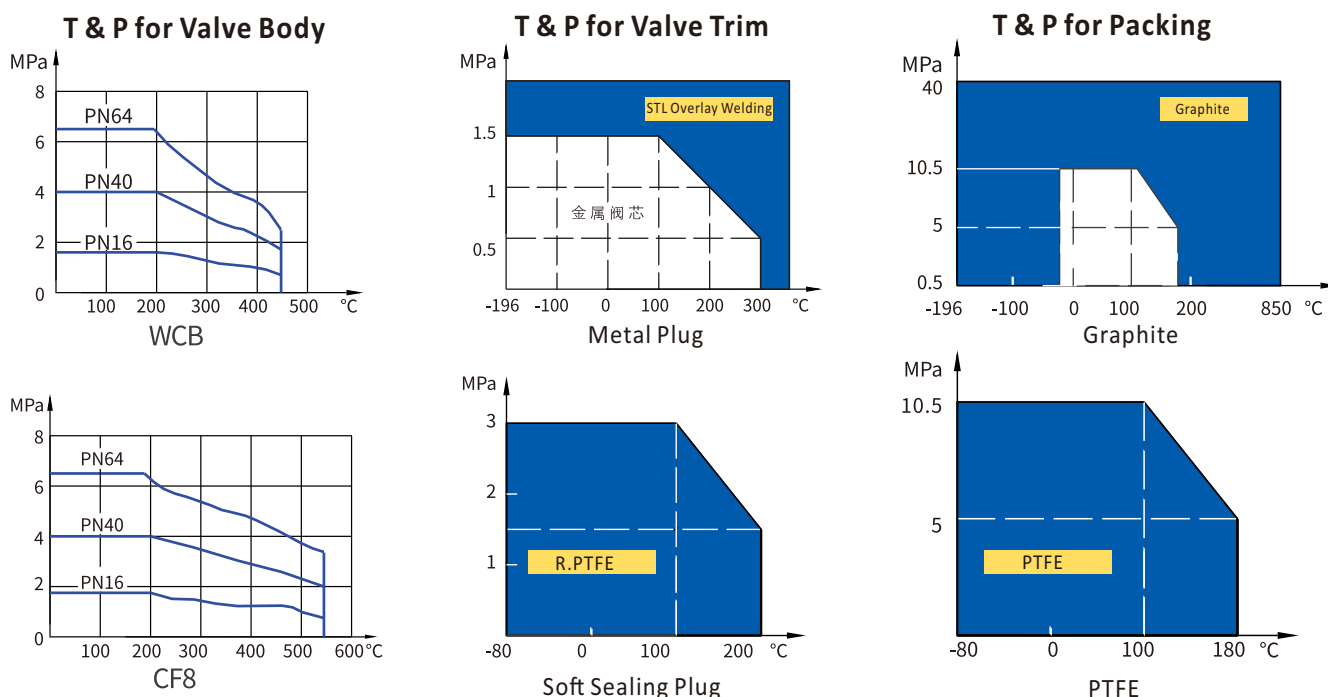 T & P for Valve Body
MPa
8
6
4
2
0
PN64
PN40
PN16
100 200 300 400 500 °C
WCB
T & P for Valve Trim
MPa
1.5
1
0.5
STL Overlay Welding
金属阀芯
-196 -100 0 100 200 300 °C
Metal Plug
T & P for Packing
MPa
40
10.5
5
0.5
Graphite
-196 -100 0 100 200 850 °C
Graphite
MPa
8
6
4
2
0
PN64
PN40
PN16
100 200 300 400 500 600°C
CF8
MPa
3
2
1
R.PTFE
-80 0 100 200 °C
Soft Sealing Plug
MPa
10.5
5
PTFE
-80 0 100 180 °C
PTFE